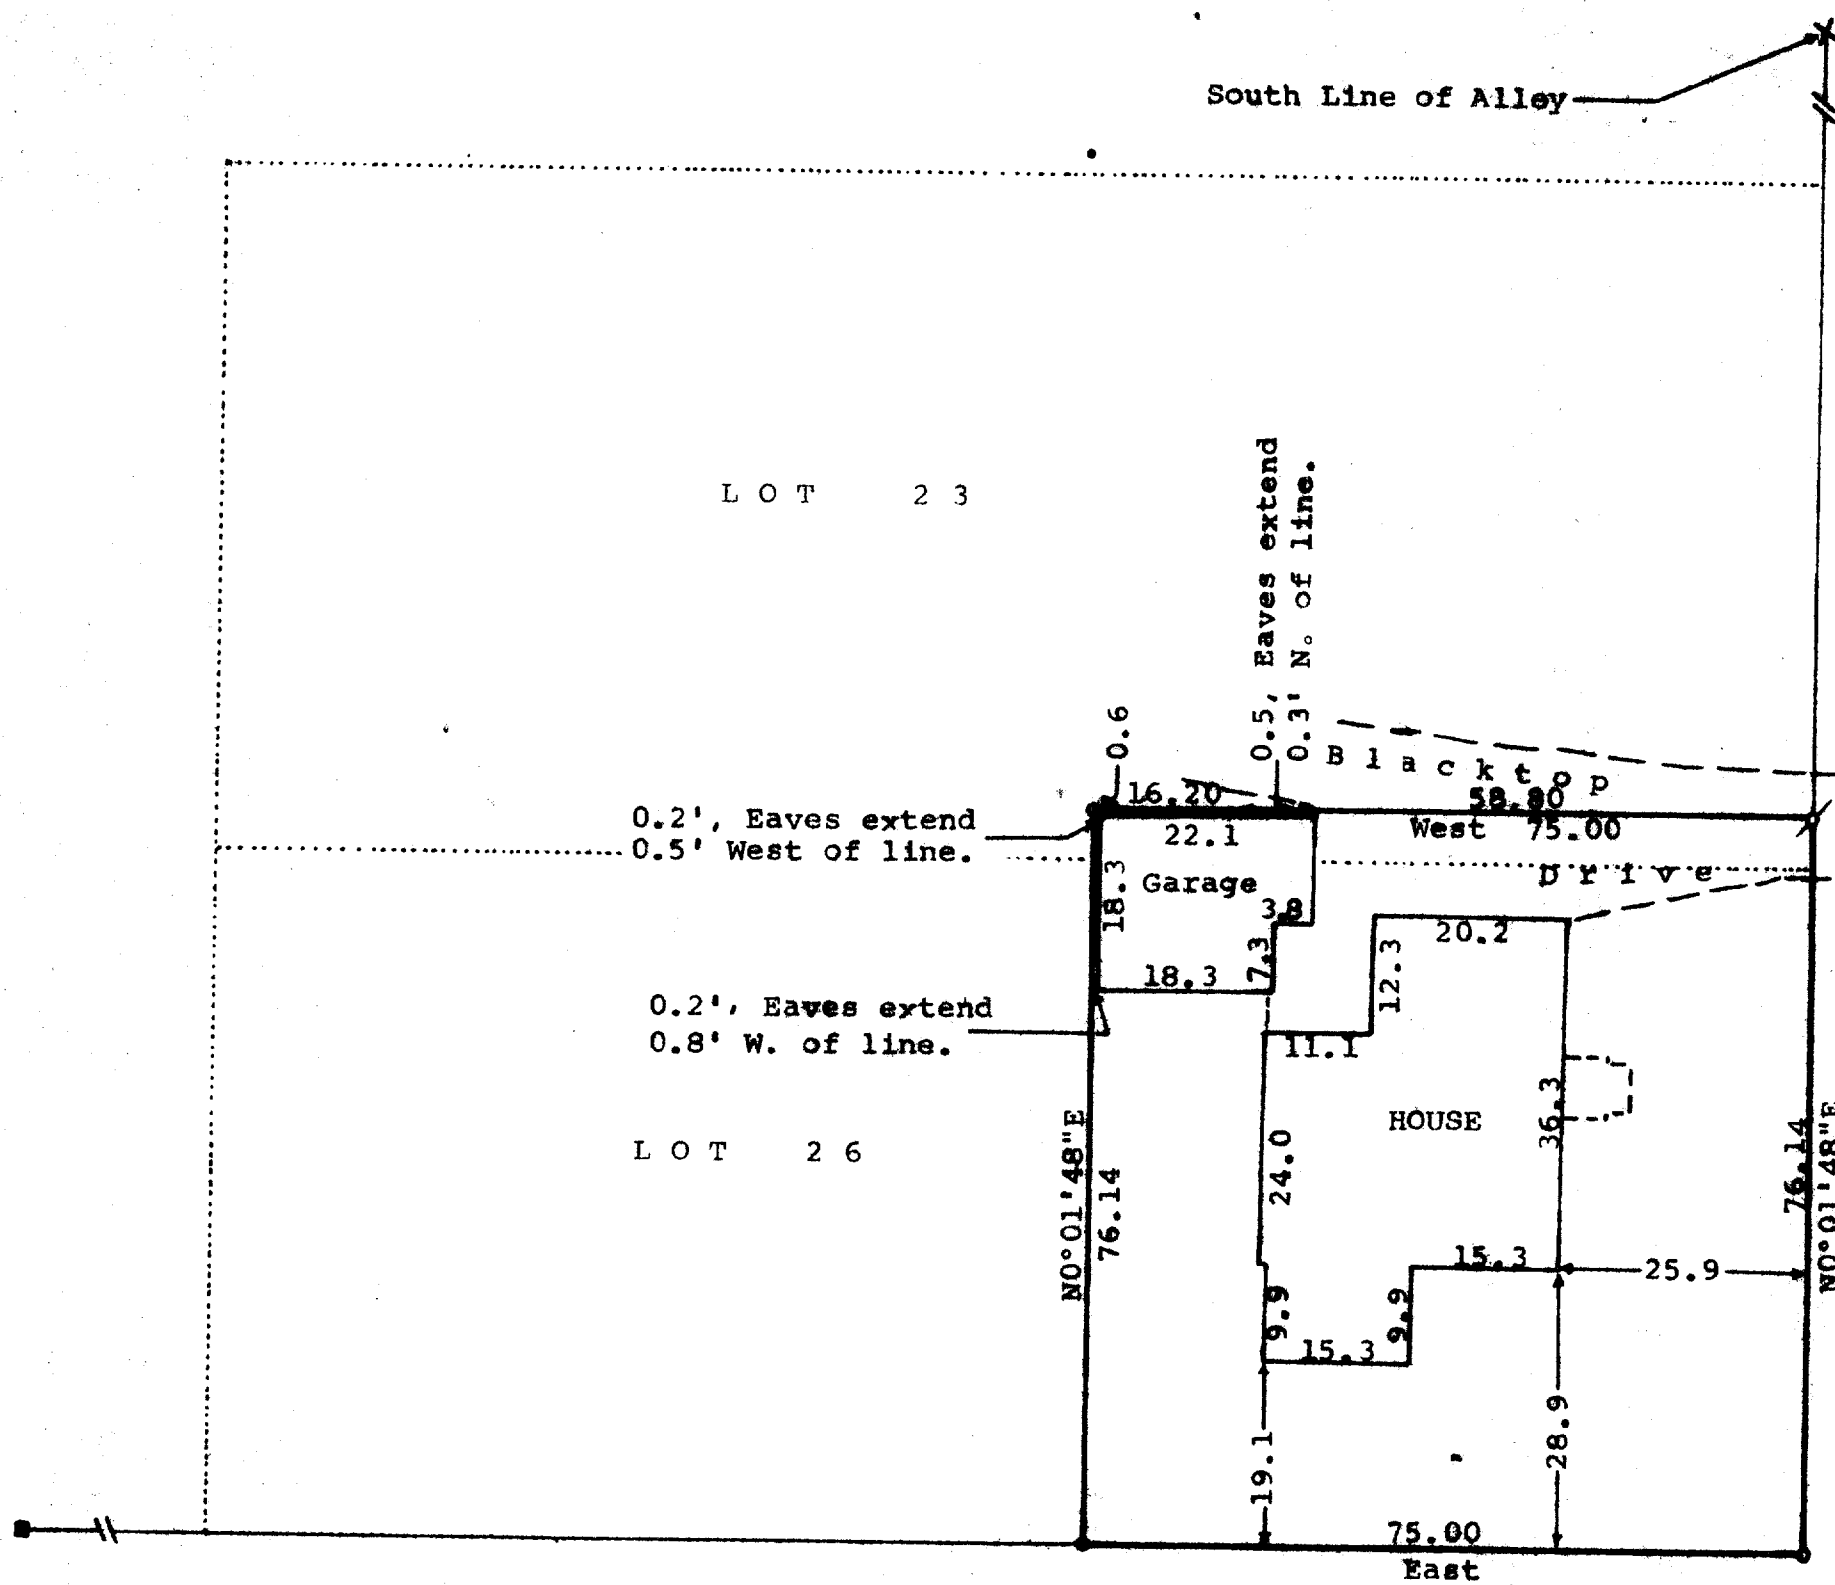 South Line of Alley
LOT 23
0.5, Eaves extend
0.3' N. of line.
0.6
Blacktop
16.20
58.80
0.2', Eaves extend
0.5' West of line.
22.1
West 75.00
18.3
Garage
Drive
3.8
20.2
7.3
12.3
18.3
0.2', Eaves extend
0.8' W. of line.
11.1
HOUSE
36.3
LOT 26
N0°01'48"E
76.14
24.0
76.14
N0°01'48"E
15.3
25.9
9.9
9.9
15.3
28.9
19.1
75.00
East